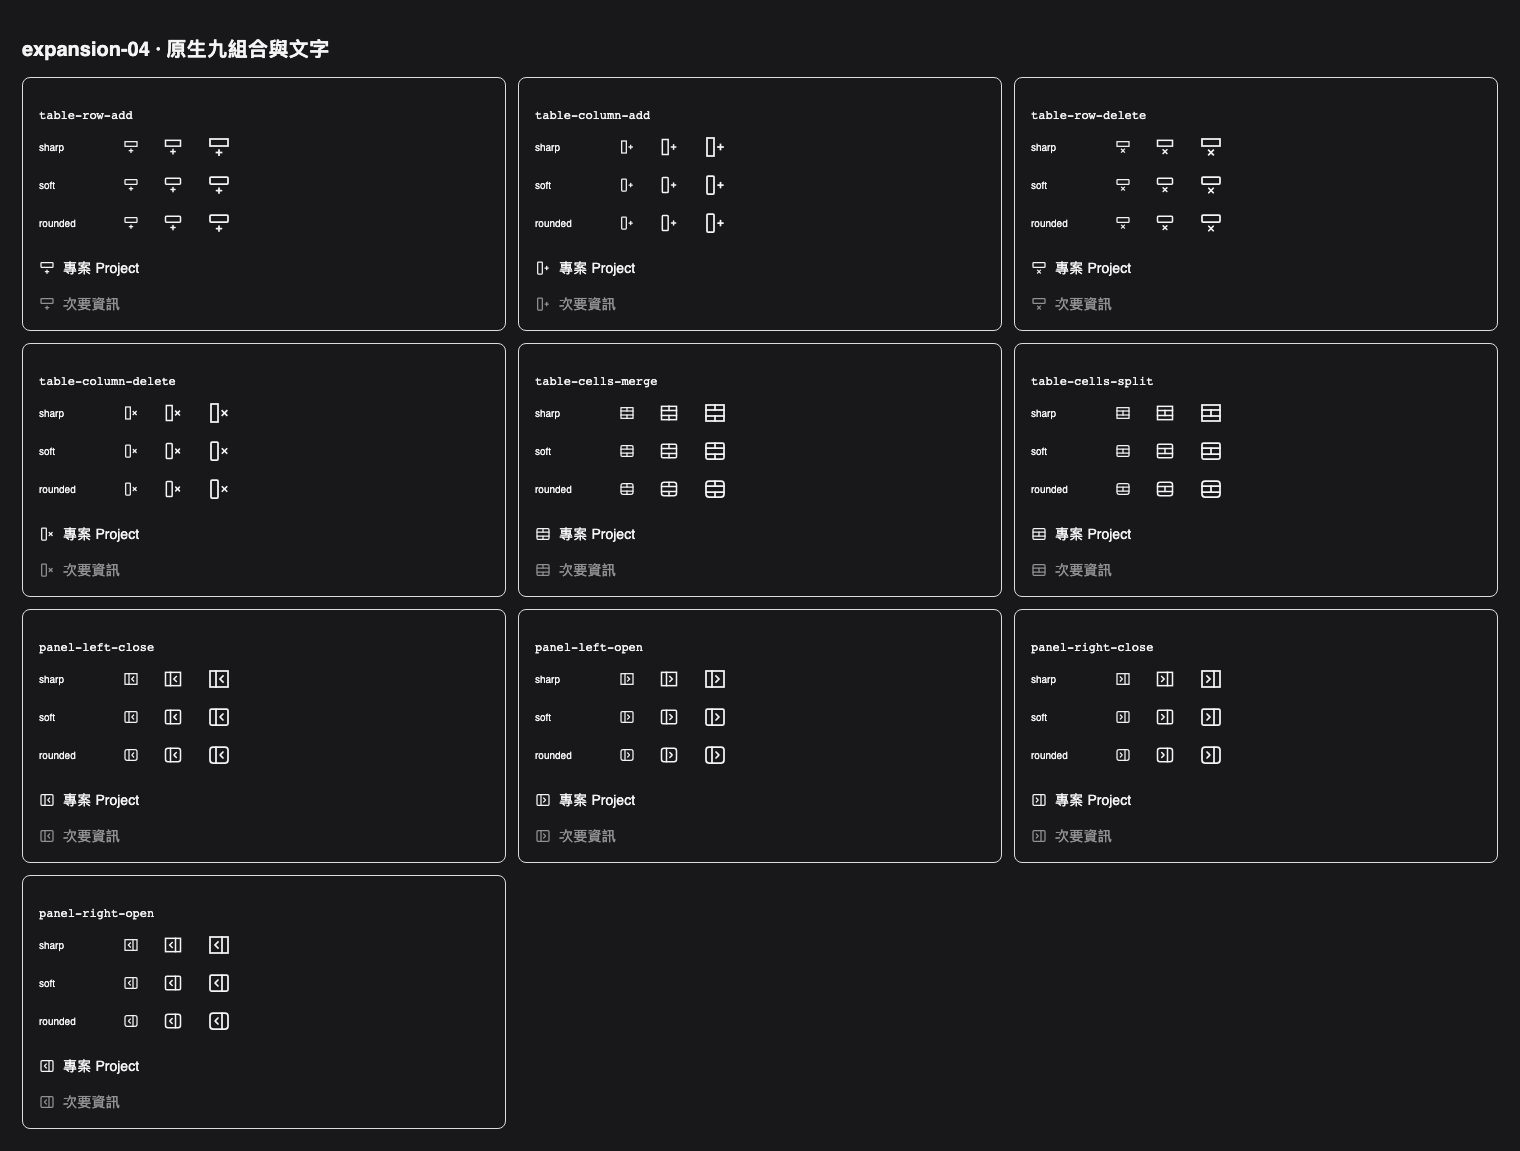 expansion-04 · 原生九組合與文字
table-row-add
sharp
soft
rounded
專案 Project
次要資訊
table-column-add
sharp
soft
rounded
專案 Project
次要資訊
table-row-delete
sharp
soft
rounded
專案 Project
次要資訊
table-column-delete
sharp
soft
rounded
專案 Project
次要資訊
table-cells-merge
sharp
soft
rounded
專案 Project
次要資訊
table-cells-split
sharp
soft
rounded
專案 Project
次要資訊
panel-left-close
sharp
soft
rounded
專案 Project
次要資訊
panel-left-open
sharp
soft
rounded
專案 Project
次要資訊
panel-right-close
sharp
soft
rounded
專案 Project
次要資訊
panel-right-open
sharp
soft
rounded
專案 Project
次要資訊